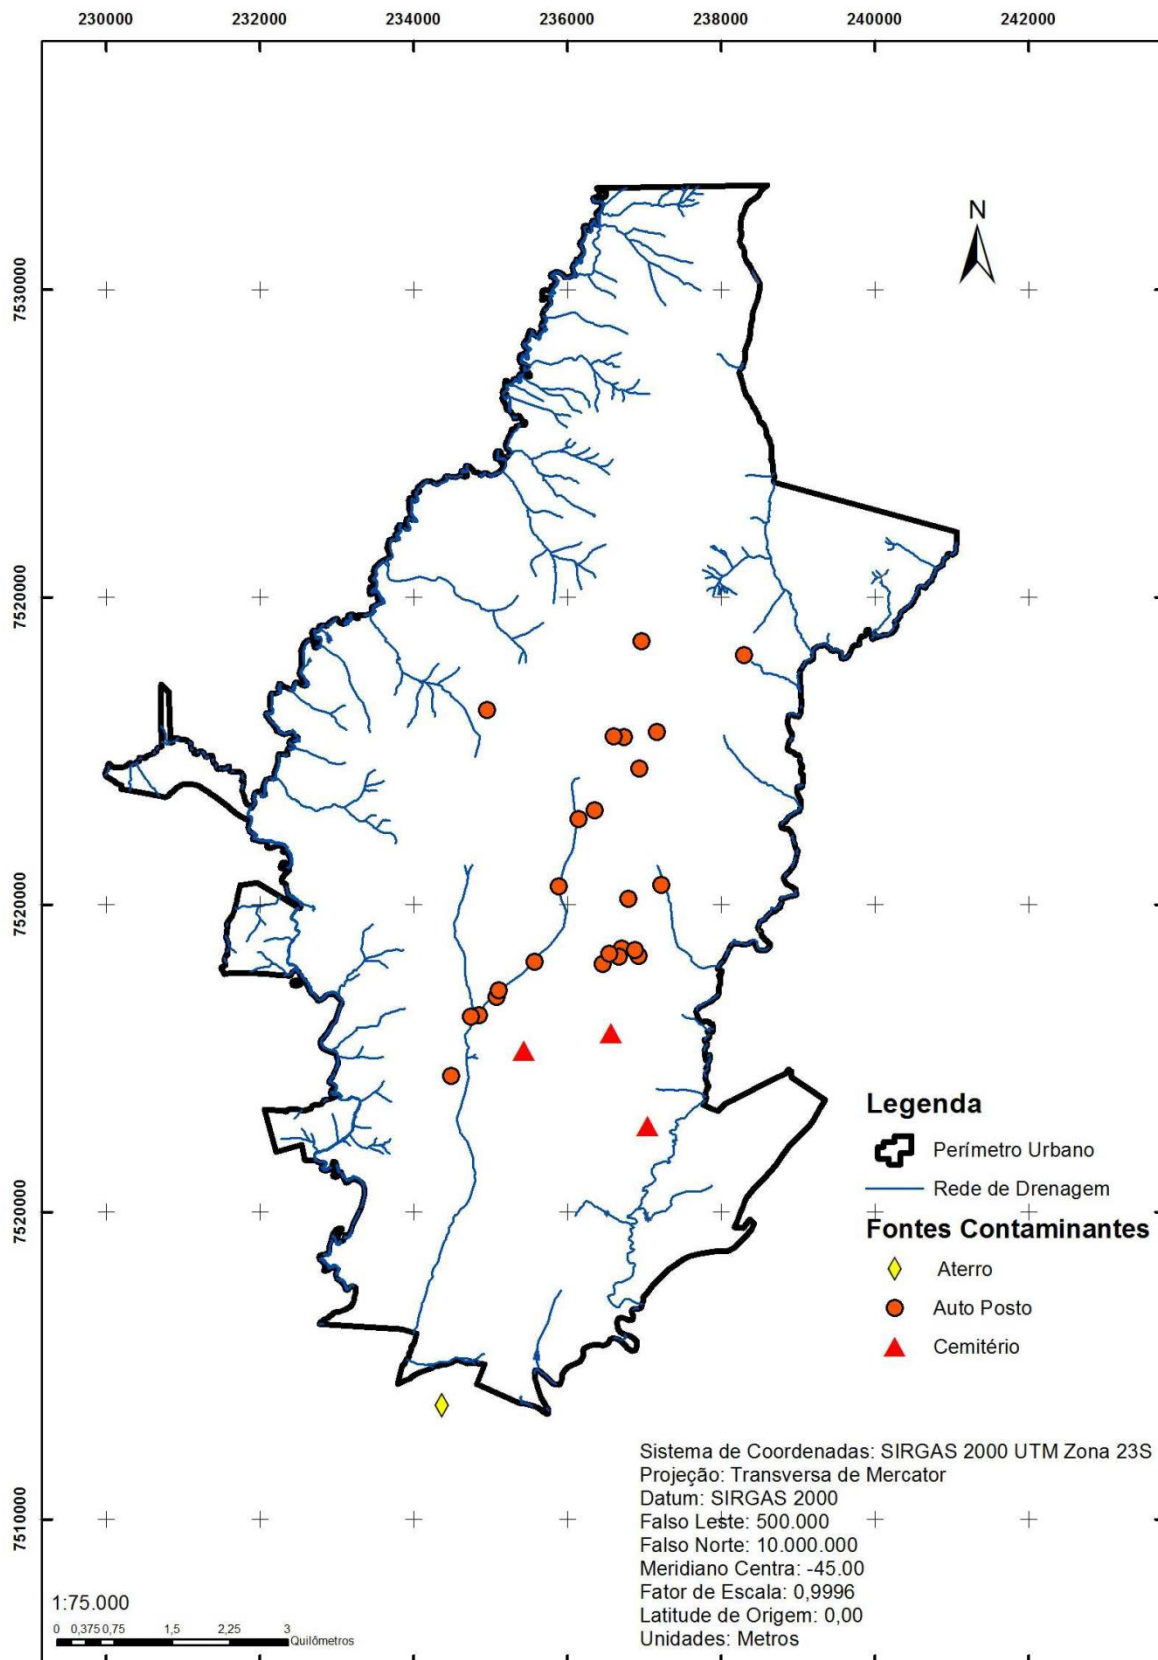 230000 232000 234000 236000 238000 240000 242000
N
7530000
7520000
7520000
7520000
7510000
Legenda
Perímetro Urbano
Rede de Drenagem
Fontes Contaminantes
Aterro
Auto Posto
Cemitério
Sistema de Coordenadas: SIRGAS 2000 UTM Zona 23S
Projeção: Transversa de Mercator
Datum: SIRGAS 2000
Falso Leste: 500.000
Falso Norte: 10.000.000
Meridiano Centra: -45.00
Fator de Escala: 0,9996
Latitude de Origem: 0,00
Unidades: Metros
1:75.000
0 0,375 0,75 1,5 2,25 3
Quilômetros